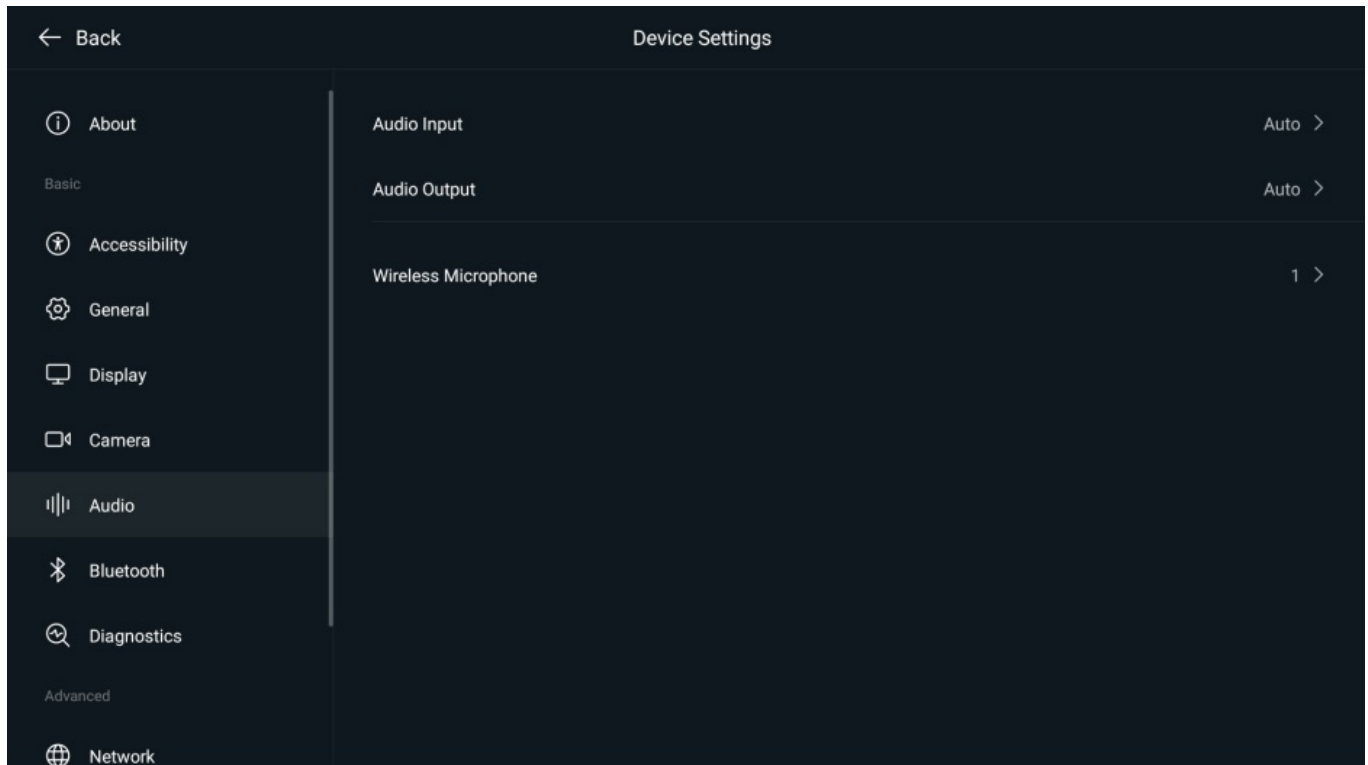 Back
Device Settings
About
Basic
Accessibility
General
Display
Camera
Audio
Bluetooth
Diagnostics
Advanced
Network
Audio Input Auto
Audio Output Auto
Wireless Microphone 1